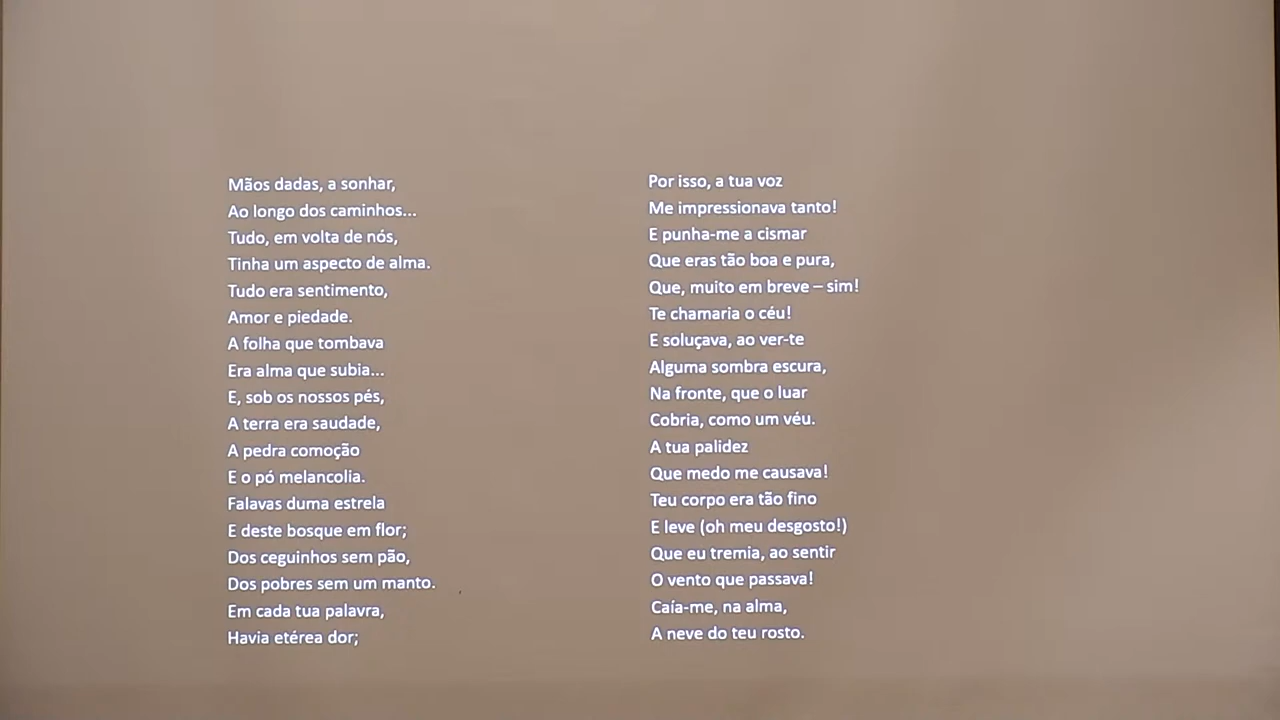 Mãos dadas, a sonhar,
Ao longo dos caminhos...
Tudo, em volta de nós,
Tinha um aspecto de alma.
Tudo era sentimento,
Amor e piedade.
A folha que tombava
Era alma que subia...
E, sob os nossos pés,
A terra era saudade,
A pedra comoção
E o pó melancolia.
Falavas duma estrela
E deste bosque em flor;
Dos ceguinhos sem pão,
Dos pobres sem um manto.
Em cada tua palavra,
Havia etérea dor;
Por isso, a tua voz
Me impressionava tanto!
E punha-me a cismar
Que eras tão boa e pura,
Que, muito em breve – sim!
Te chamaria o céu!
E soluçava, ao ver-te
Alguma sombra escura,
Na fronte, que o luar
Cobria, como um véu.
A tua palidez
Que medo me causava!
Teu corpo era tão fino
E leve (oh meu desgosto!)
Que eu tremia, ao sentir
O vento que passava!
Caía-me, na alma,
A neve do teu rosto.